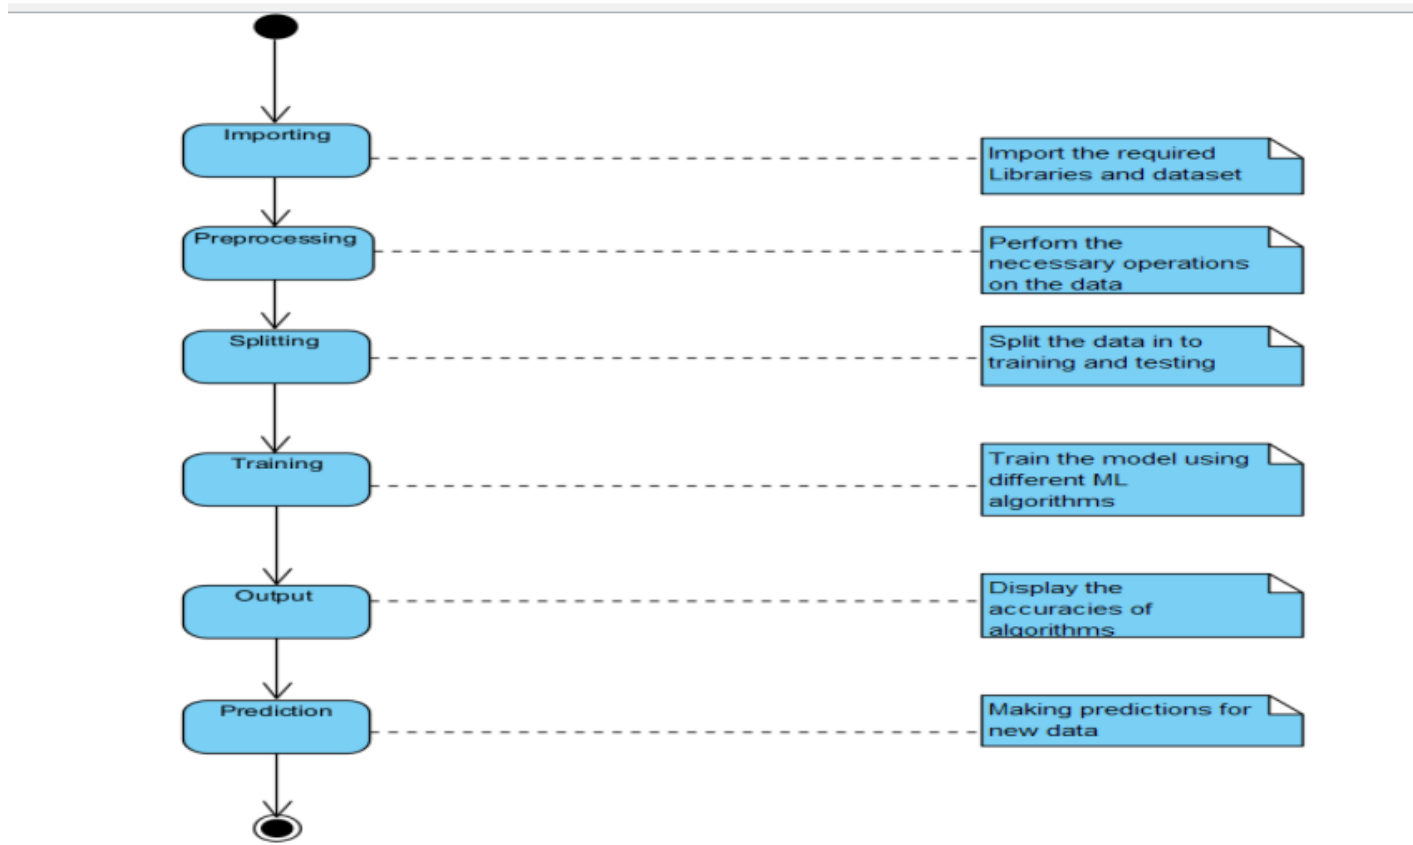 Importing
Import the required
Libraries and dataset
Preprocessing
Perfom the
necessary operations
on the data
Splitting
Split the data in to
training and testing
Training
Train the model using
different ML
algorithms
Output
Display the
accuracies of
algorithms
Prediction
Making predictions for
new data